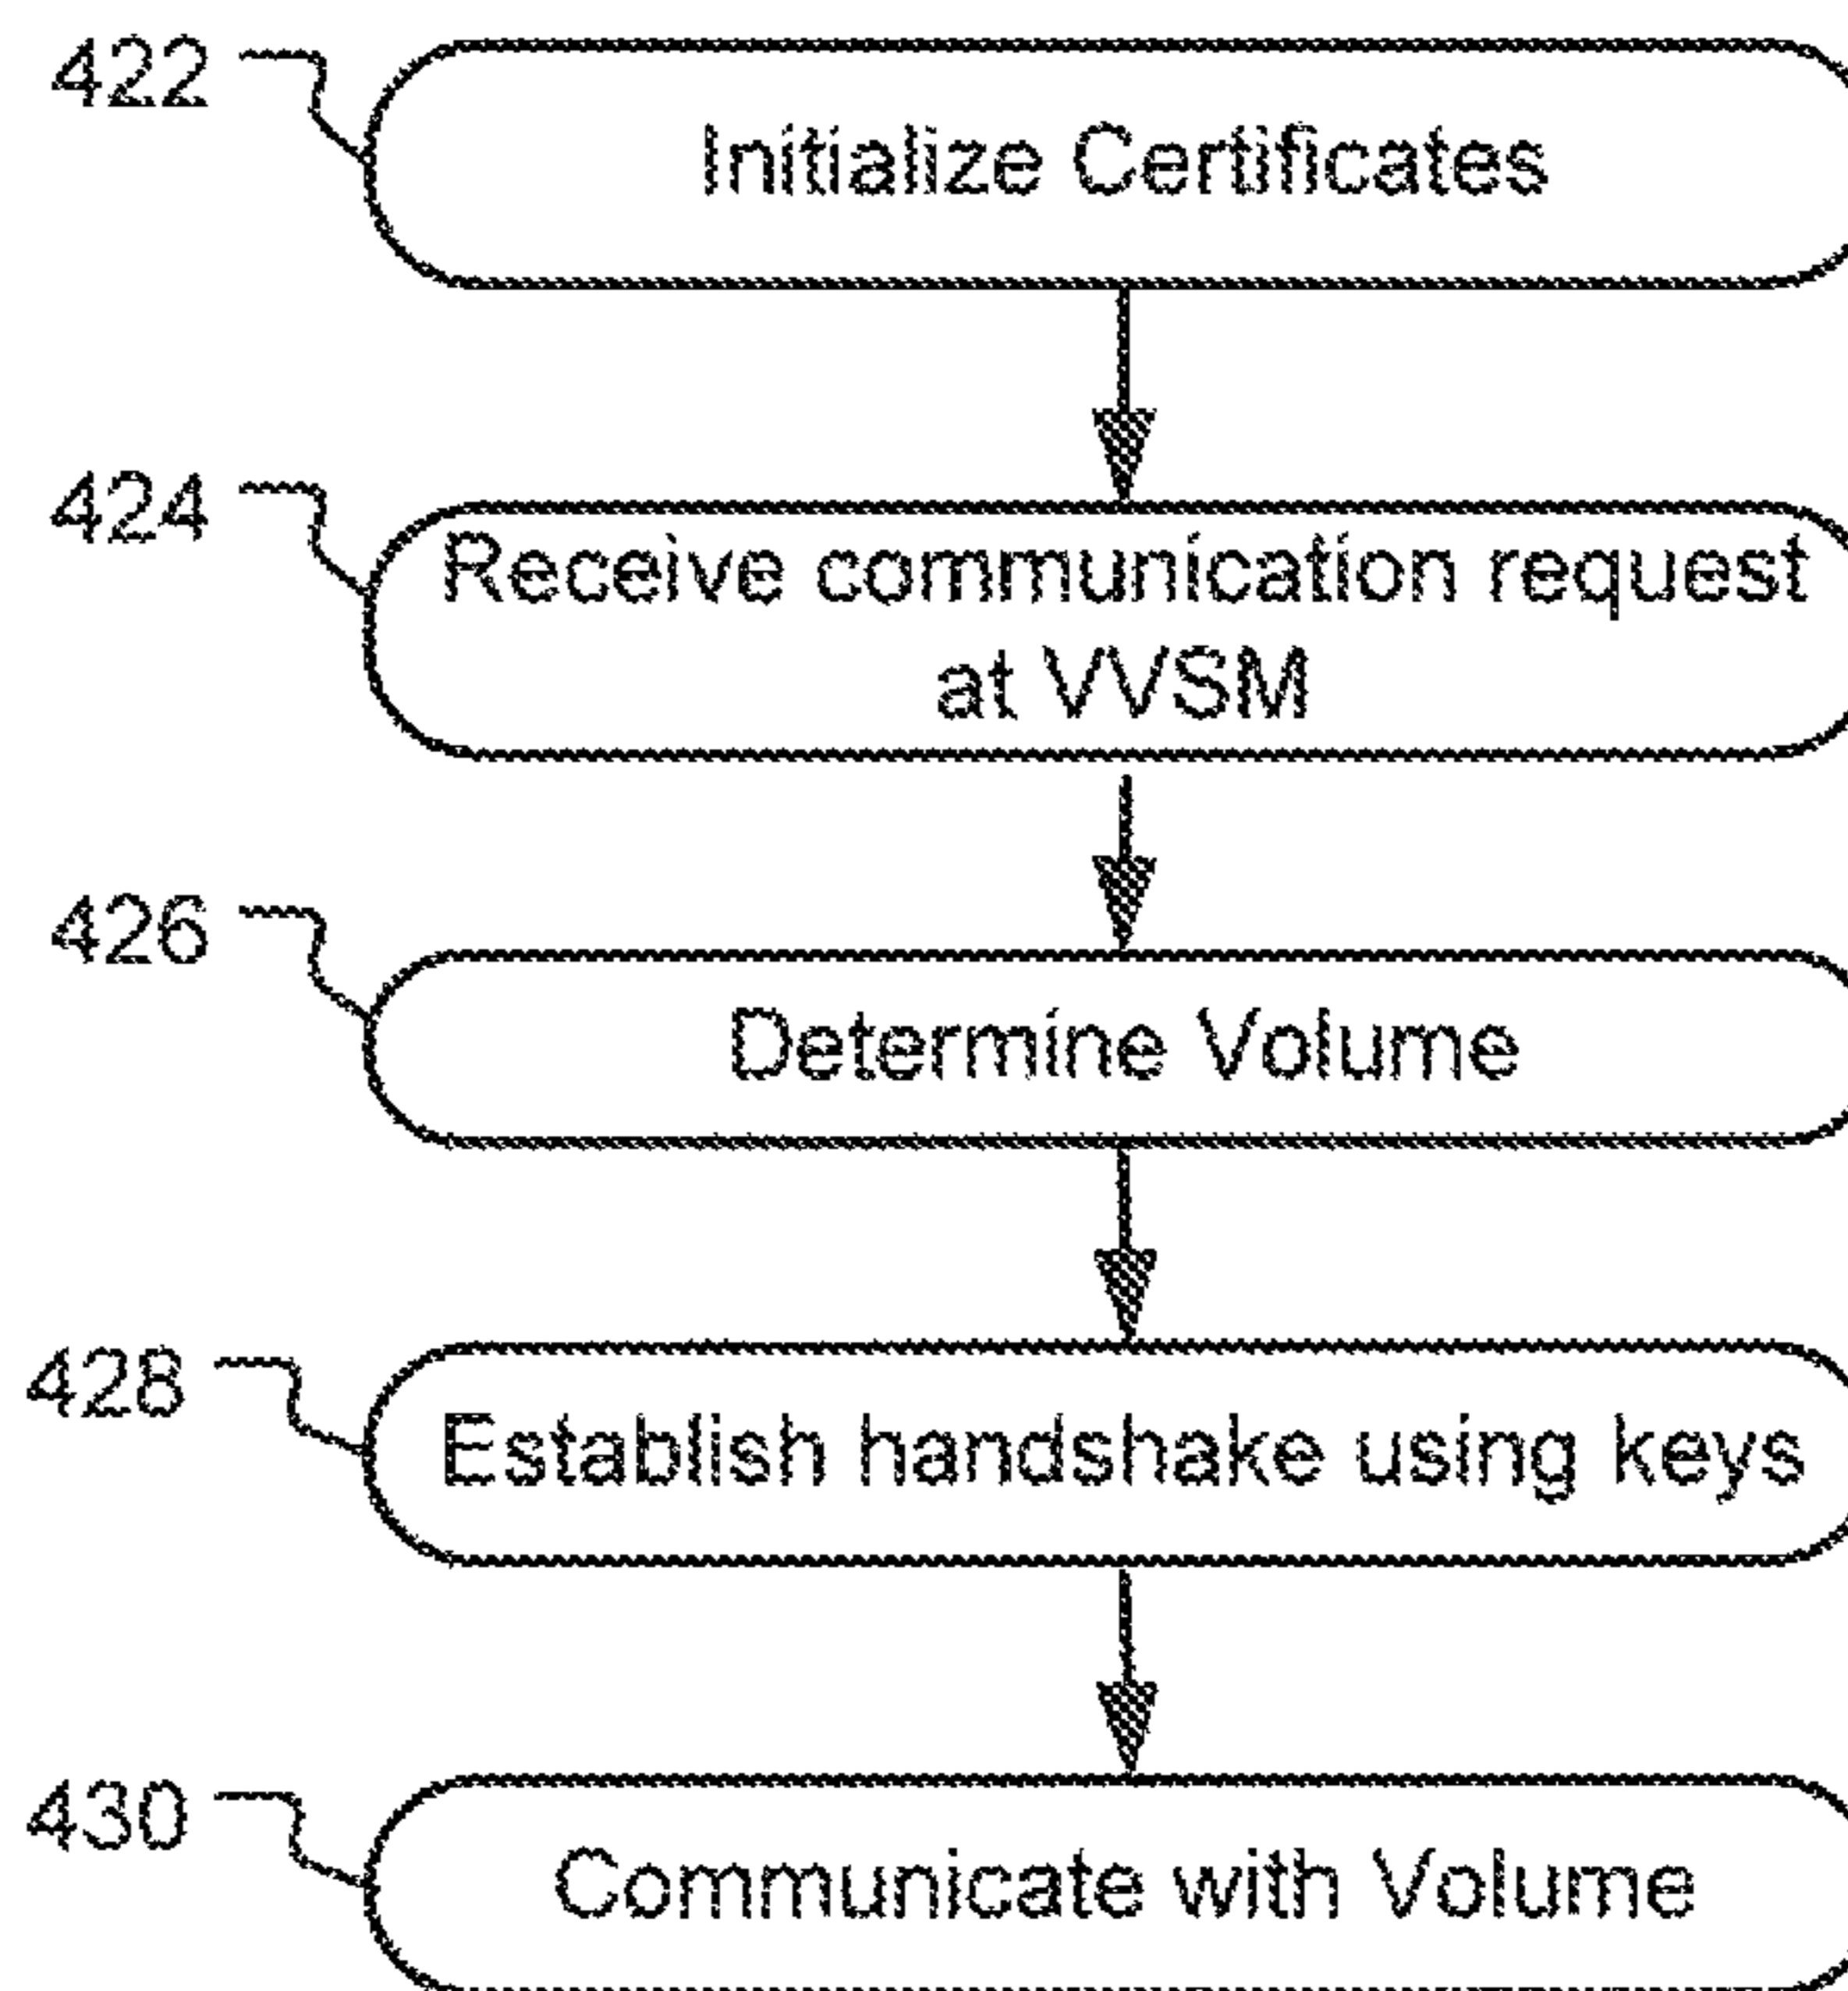 422
Initialize Certificates
424
Receive communication request
at VVSM
426
Determine Volume
428
Establish handshake using keys
430
Communicate with Volume